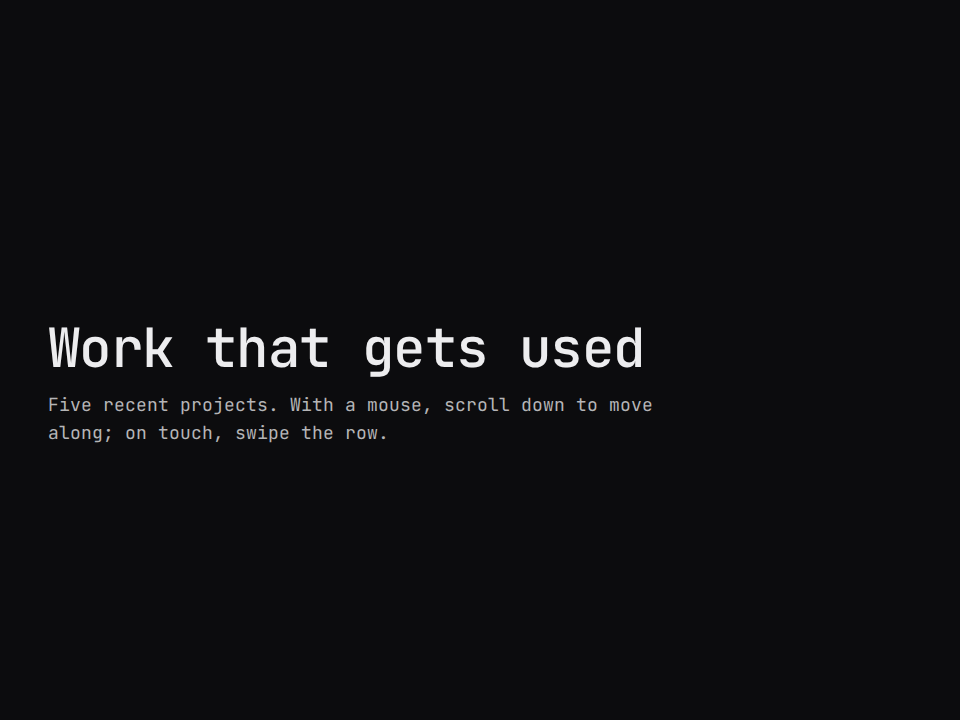 Work that gets used
Five recent projects. With a mouse, scroll down to move
along; on touch, swipe the row.